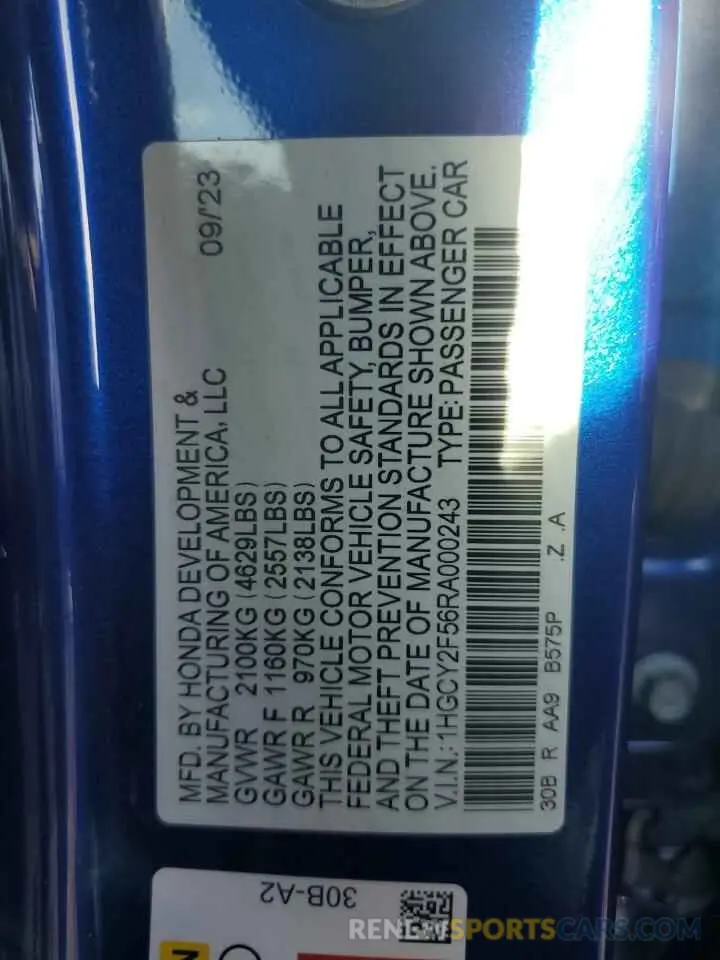 MFD. BY HONDA DEVELOPMENT &
MANUFACTURING OF AMERICA, LLC 09/'23
GVWR 2100KG (4629LBS)
GAWR F 1160KG (2557LBS)
GAWR R 970KG (2138LBS)
THIS VEHICLE CONFORMS TO ALL APPLICABLE
FEDERAL MOTOR VEHICLE SAFETY, BUMPER,
AND THEFT PREVENTION STANDARDS IN EFFECT
ON THE DATE OF MANUFACTURE SHOWN ABOVE.
V.I.N.: 1HGCY2F56RA000243 TYPE: PASSENGER CAR
30B R AA9 B575P .Z .A
30B-A2
N
RENEWSPORTSCARS.COM